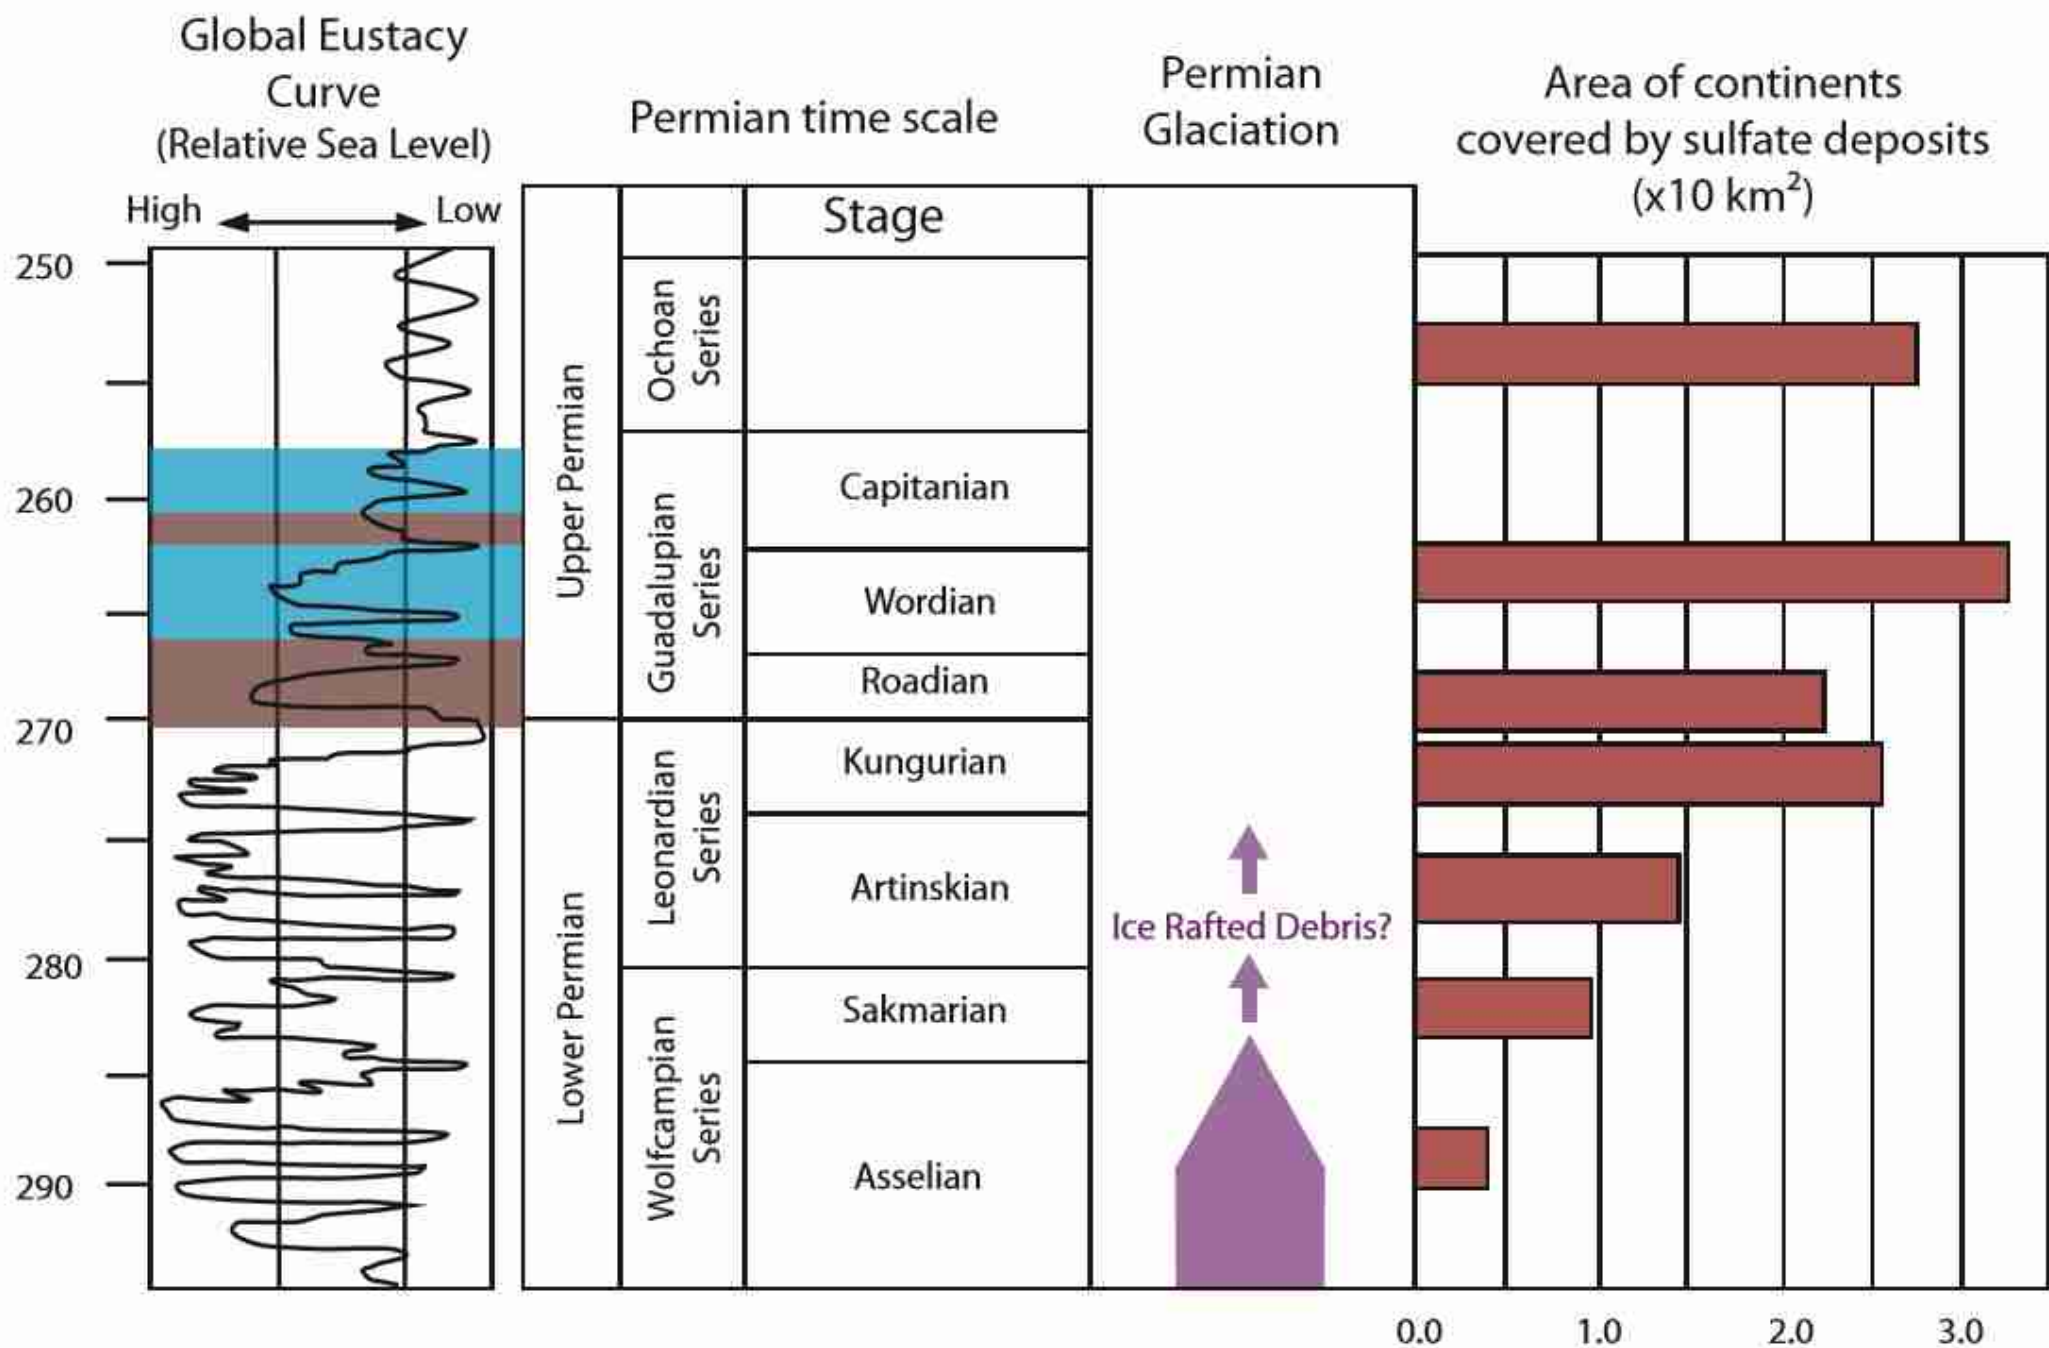 Global Eustacy
Curve
(Relative Sea Level)
High
Low
Permian time scale
Permian
Glaciation
Area of continents
covered by sulfate deposits
(x10 km²)
Stage
250
260
270
280
290
Upper Permian
Lower Permian
Ochoan
Series
Guadalupian
Series
Leonardian
Series
Wolfcampian
Series
Capitanian
Wordian
Roadian
Kungurian
Artinskian
Sakmarian
Asselian
Ice Rafted Debris?
0.0
1.0
2.0
3.0